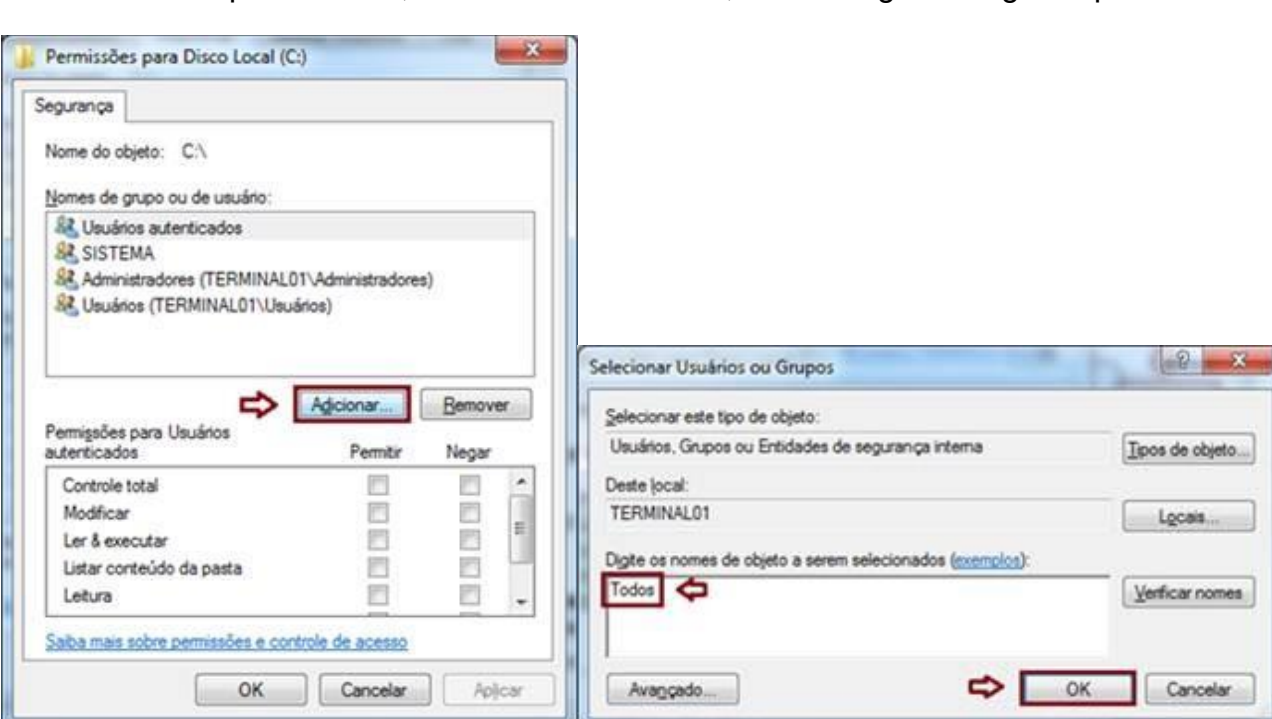 Permissões para Disco Local (C:)
Segurança
Nome do objeto: C:\
Nomes de grupo ou de usuário:
Usuários autenticados
SISTEMA
Administradores (TERMINAL01\Administradores)
Usuários (TERMINAL01\Usuários)
Adicionar... Remover
Permissões para Usuários
autenticados Permitir Negar
Controle total
Modificar
Ler & executar
Listar conteúdo da pasta
Leitura
Saiba mais sobre permissões e controle de acesso
OK Cancelar Aplicar
Selecionar Usuários ou Grupos
Selecionar este tipo de objeto:
Usuários, Grupos ou Entidades de segurança interna Tipos de objeto...
Deste local:
TERMINAL01 Locais...
Digite os nomes de objeto a serem selecionados (exemplos):
Todos Verificar nomes
Avançado... OK Cancelar